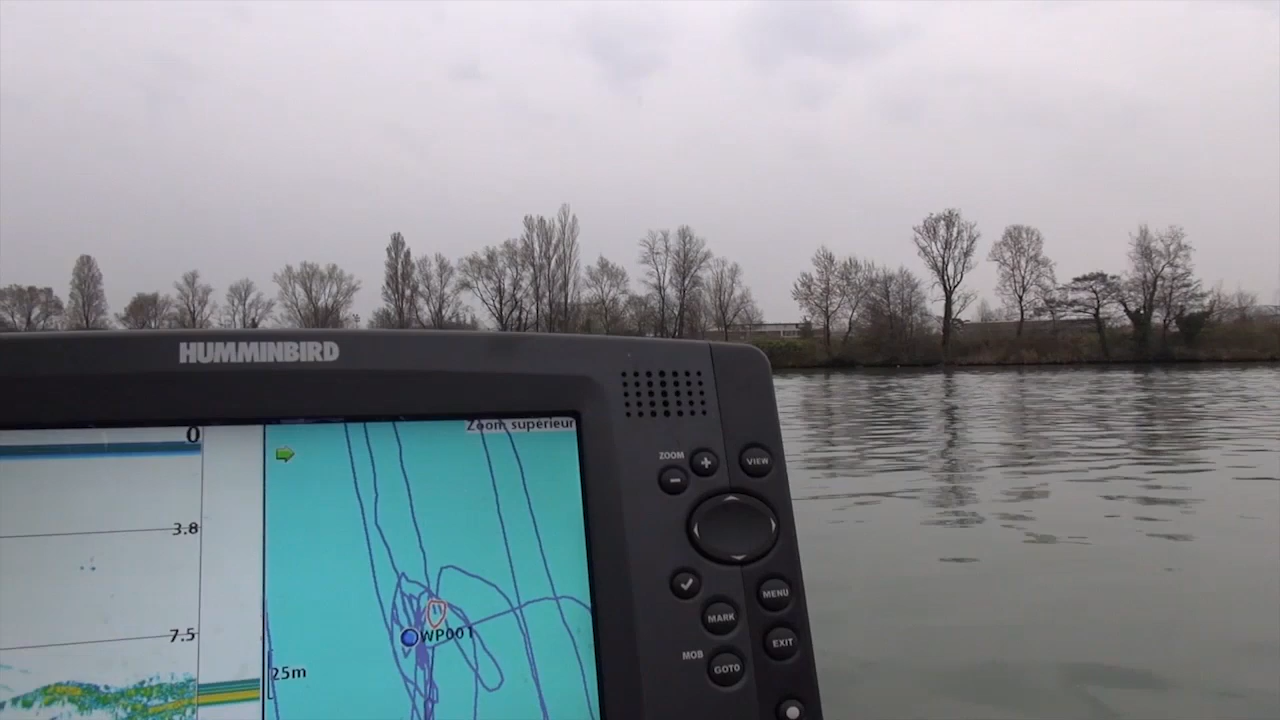 HUMMINBIRD
Zoom supérieur
0
3.8
7.5
WP001
25m
ZOOM
+
-
VIEW
MENU
MARK
EXIT
MOB
GOTO